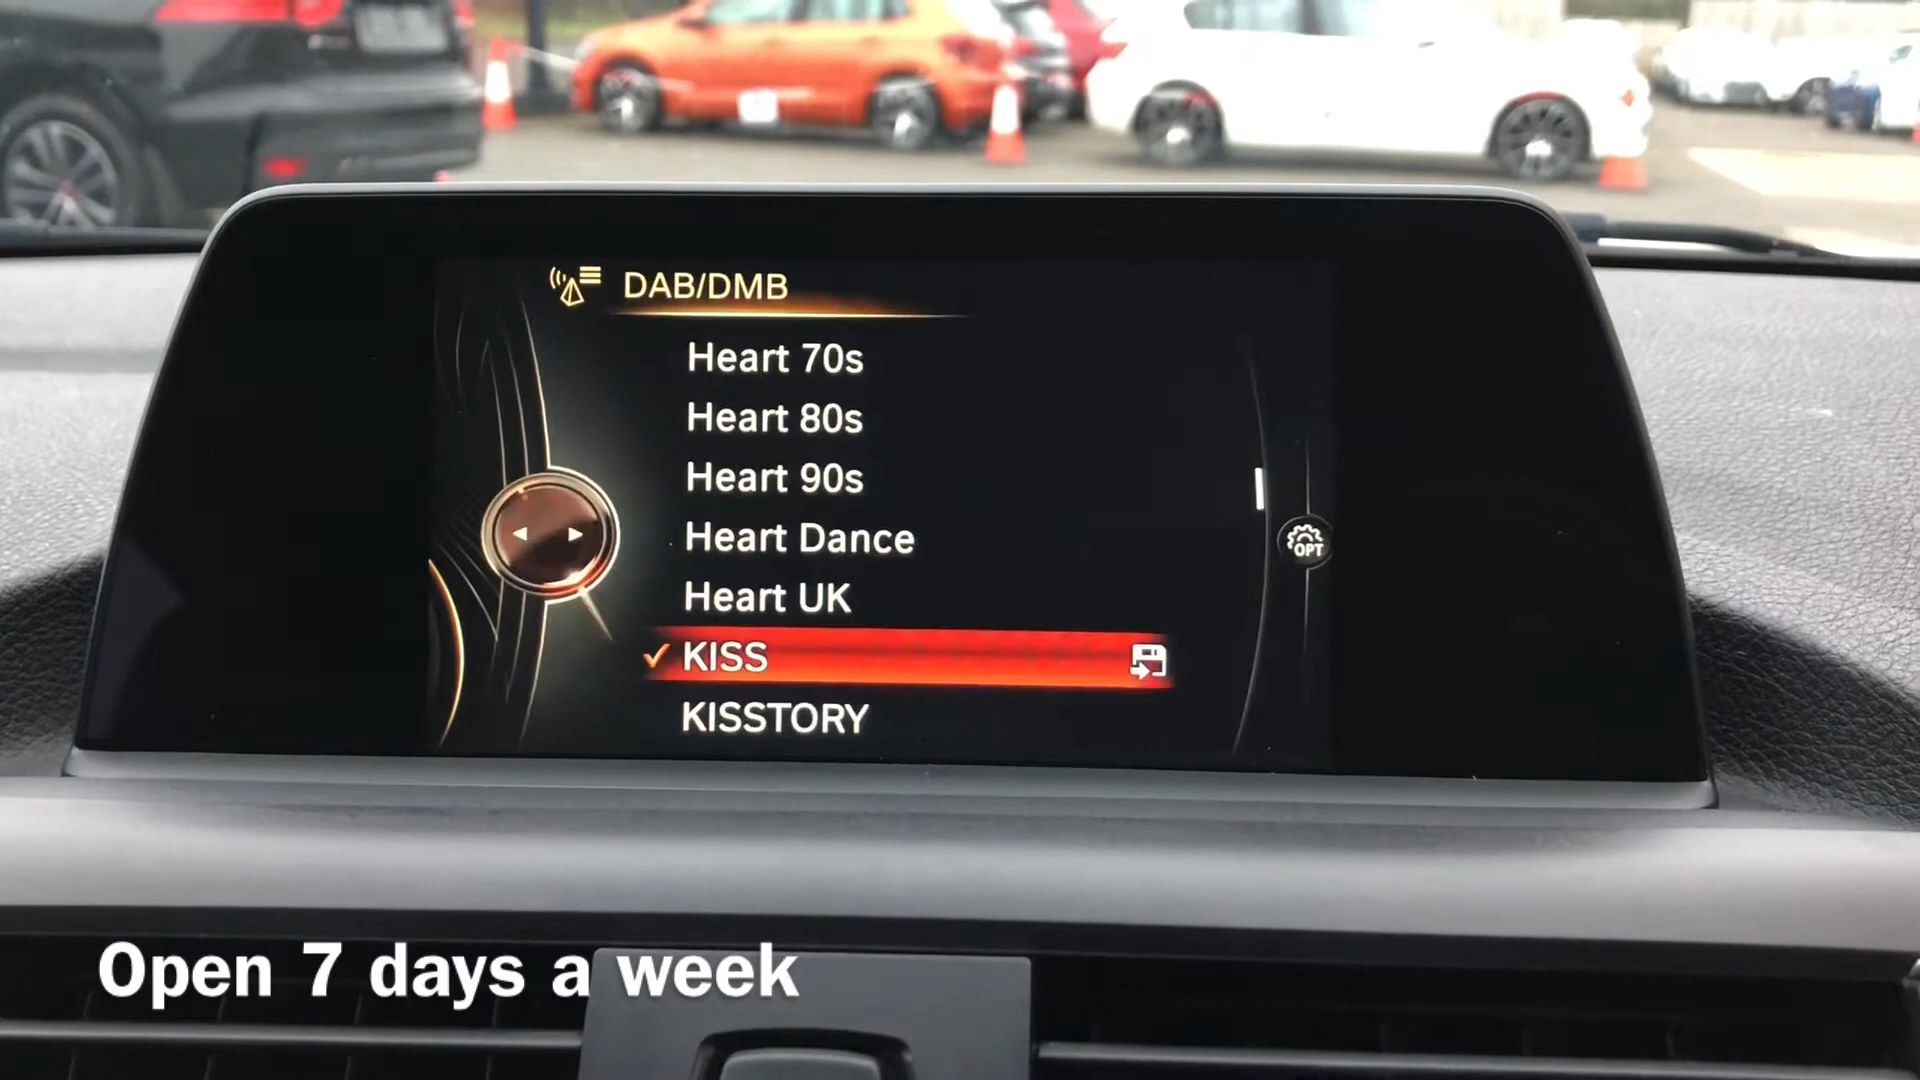 DAB/DMB
Heart 70s
Heart 80s
Heart 90s
Heart Dance
Heart UK
KISS
KISSTORY
OPT
Open 7 days a week